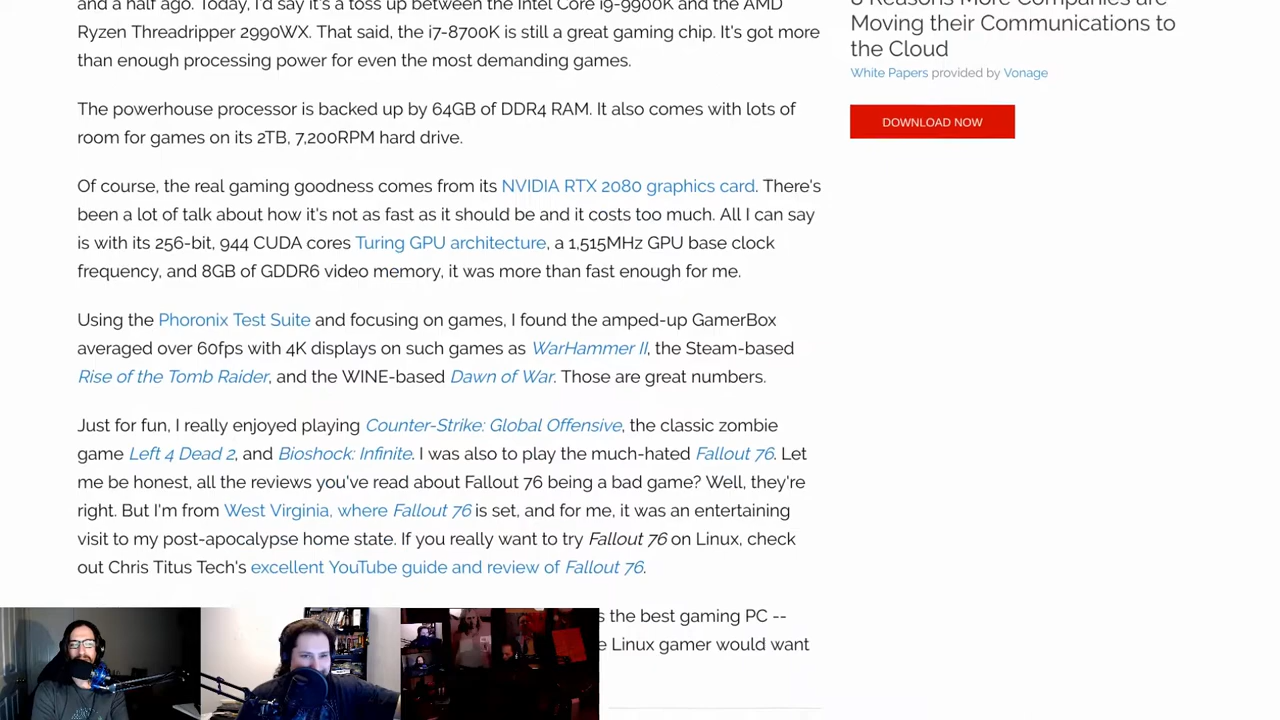 and a half ago. Today, I'd say it's a toss up between the Intel Core i9-9900K and the AMD
Ryzen Threadripper 2990WX. That said, the i7-8700K is still a great gaming chip. It's got more
than enough processing power for even the most demanding games.
The powerhouse processor is backed up by 64GB of DDR4 RAM. It also comes with lots of
room for games on its 2TB, 7,200RPM hard drive.
Of course, the real gaming goodness comes from its NVIDIA RTX 2080 graphics card. There's
been a lot of talk about how it's not as fast as it should be and it costs too much. All I can say
is with its 256-bit, 944 CUDA cores Turing GPU architecture, a 1,515MHz GPU base clock
frequency, and 8GB of GDDR6 video memory, it was more than fast enough for me.
Using the Phoronix Test Suite and focusing on games, I found the amped-up GamerBox
averaged over 60fps with 4K displays on such games as WarHammer II, the Steam-based
Rise of the Tomb Raider, and the WINE-based Dawn of War. Those are great numbers.
Just for fun, I really enjoyed playing Counter-Strike: Global Offensive, the classic zombie
game Left 4 Dead 2, and Bioshock: Infinite. I was also to play the much-hated Fallout 76. Let
me be honest, all the reviews you've read about Fallout 76 being a bad game? Well, they're
right. But I'm from West Virginia, where Fallout 76 is set, and for me, it was an entertaining
visit to my post-apocalypse home state. If you really want to try Fallout 76 on Linux, check
out Chris Titus Tech's excellent YouTube guide and review of Fallout 76.
s the best gaming PC --
e Linux gamer would want
8 Reasons More Companies are
Moving their Communications to
the Cloud
White Papers provided by Vonage
DOWNLOAD NOW